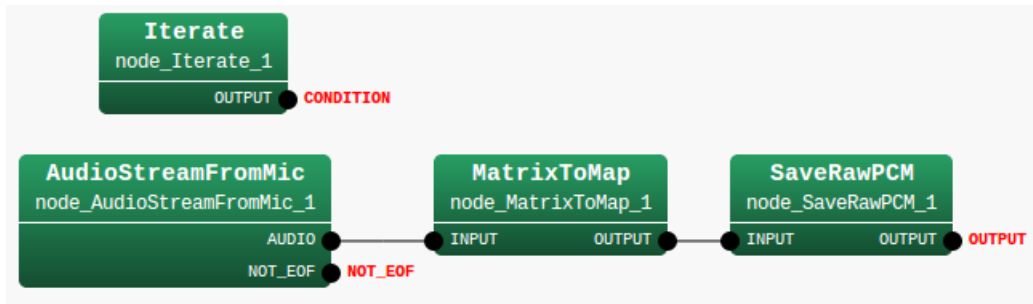 Iterate
node_Iterate_1
OUTPUT CONDITION
AudioStreamFromMic
node_AudioStreamFromMic_1
AUDIO
NOT_EOF NOT_EOF
MatrixToMap
node_MatrixToMap_1
INPUT OUTPUT
SaveRawPCM
node_SaveRawPCM_1
INPUT OUTPUT OUTPUT